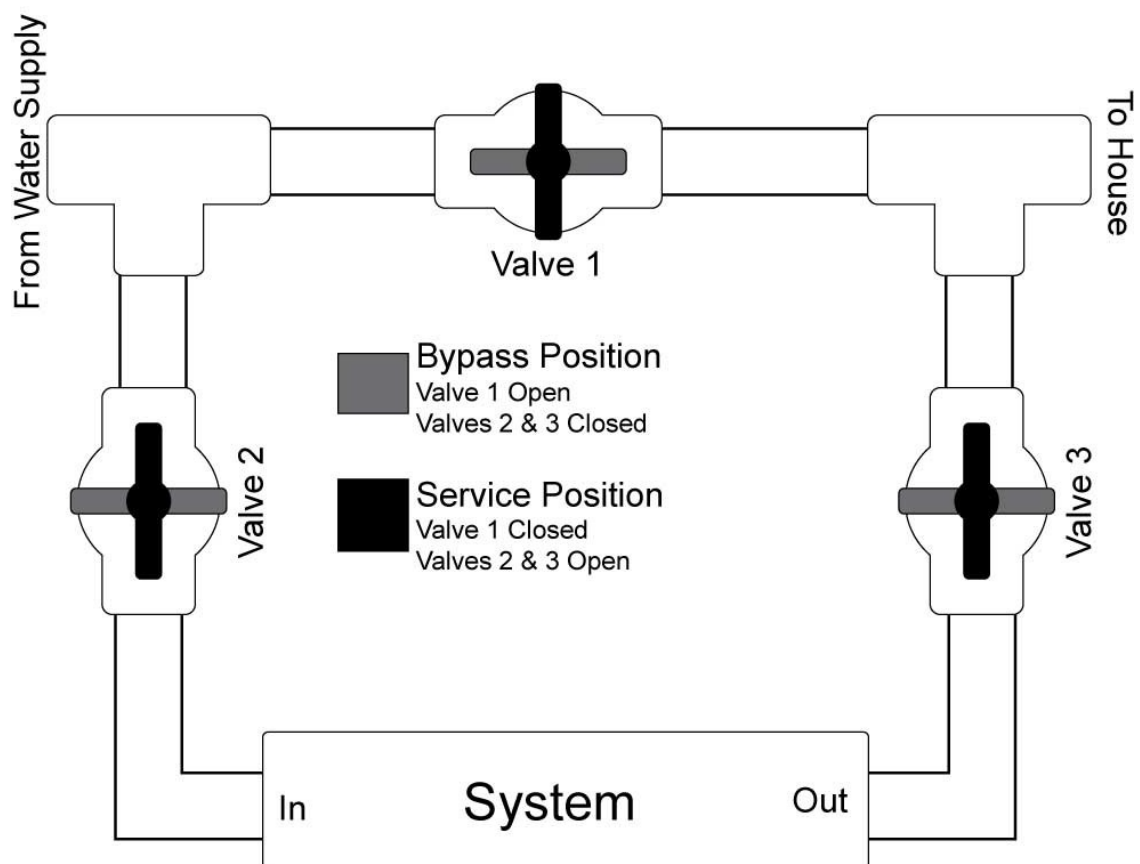 From Water Supply
To House
Valve 1
Bypass Position
Valve 1 Open
Valves 2 & 3 Closed
Valve 2
Valve 3
Service Position
Valve 1 Closed
Valves 2 & 3 Open
In
System
Out